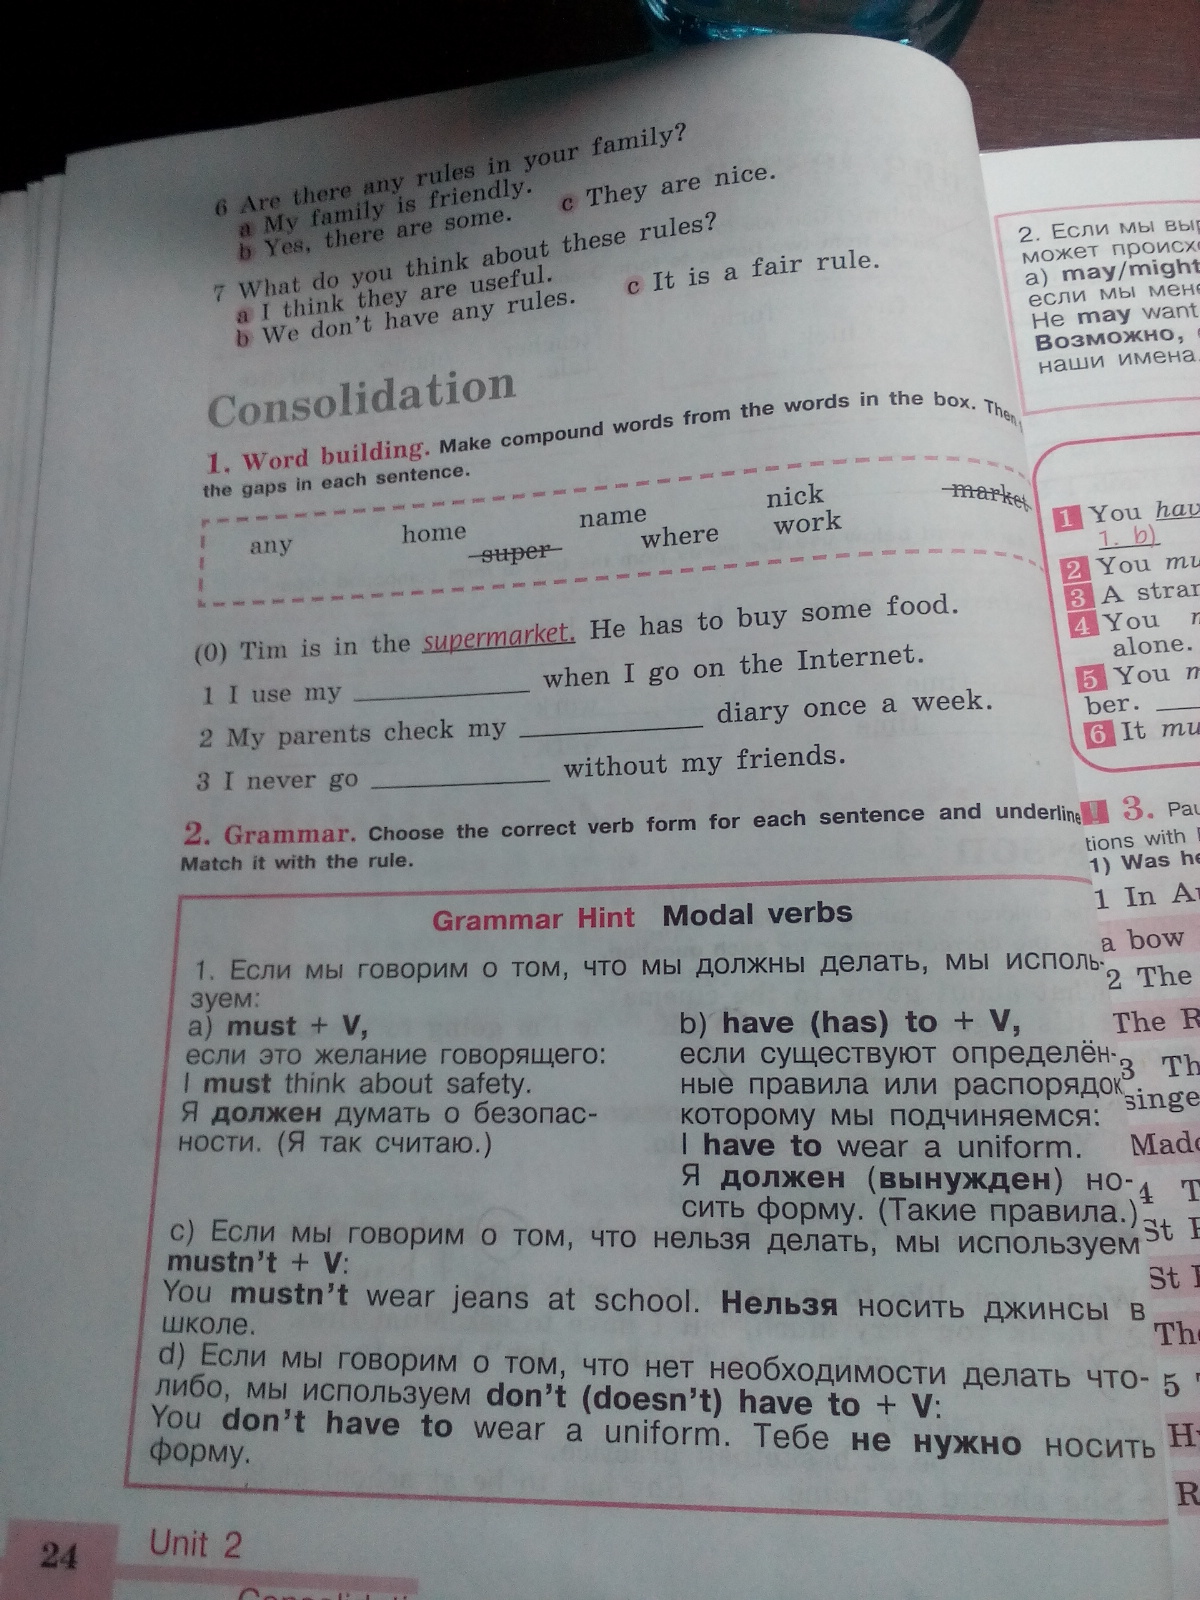 6 Are there any rules in your family?
a My family is friendly.
b Yes, there are some.
c They are nice.
7 What do you think about these rules?
a I think they are useful.
b We don't have any rules.
c It is a fair rule.
Consolidation
1. Word building. Make compound words from the words in the box. Then
the gaps in each sentence.
any home name nick market
super where work
(0) Tim is in the supermarket. He has to buy some food.
1 I use my ____________ when I go on the Internet.
2 My parents check my ____________ diary once a week.
3 I never go ____________ without my friends.
2. Grammar. Choose the correct verb form for each sentence and underline
Match it with the rule.
Grammar Hint Modal verbs
1. Если мы говорим о том, что мы должны делать, мы исполь-
зуем:
a) must + V,
если это желание говорящего:
I must think about safety.
Я должен думать о безопас-
ности. (Я так считаю.)
b) have (has) to + V,
если существуют определён-
ные правила или распорядок
которому мы подчиняемся:
I have to wear a uniform.
Я должен (вынужден) но-
сить форму. (Такие правила.)
c) Если мы говорим о том, что нельзя делать, мы используем
mustn't + V:
You mustn't wear jeans at school. Нельзя носить джинсы в
школе.
d) Если мы говорим о том, что нет необходимости делать что-
либо, мы используем don't (doesn't) have to + V:
You don't have to wear a uniform. Тебе не нужно носить
форму.
24
Unit 2
2. Если мы
может
a) may/might
если мы
He may want
Возможно,
наши имена.
1 You
1. b)
2 You
3 A
4 You
alone.
5 You
ber.
6 It
3.
tions with
1) Was
1 In
a bow
2 The
The
3
4
St
St
5